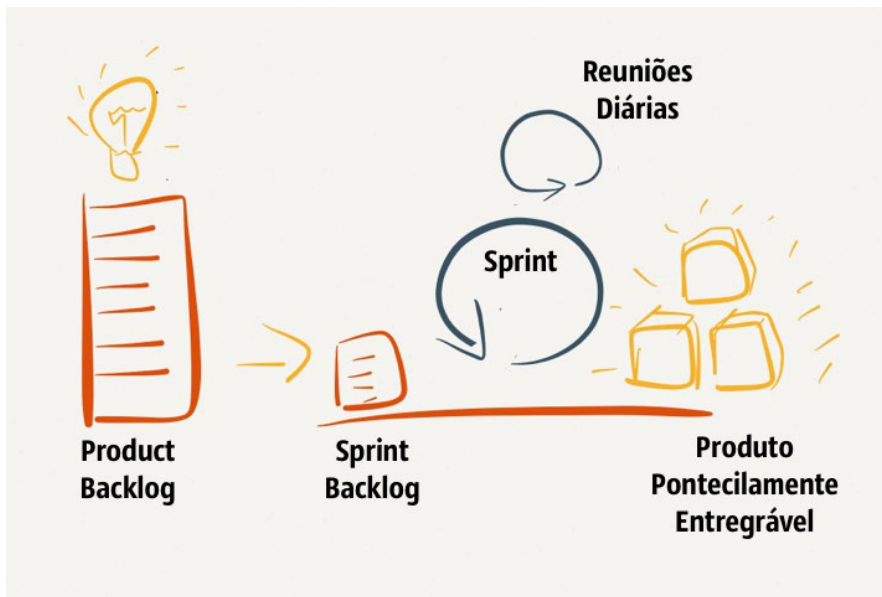 Reuniões
Diárias
Sprint
Product
Backlog
Sprint
Backlog
Produto
Pontecilamente
Entregrável